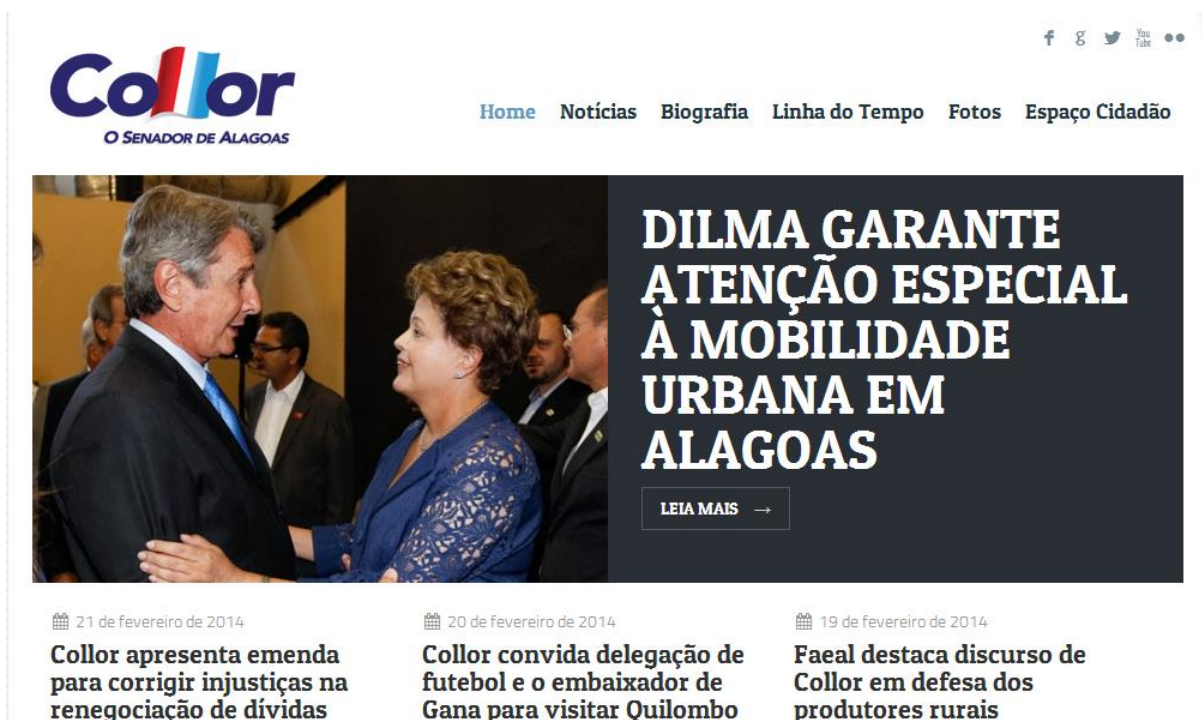 f g You
Tube
Collor
O SENADOR DE ALAGOAS
Home Notícias Biografia Linha do Tempo Fotos Espaço Cidadão
DILMA GARANTE
ATENÇÃO ESPECIAL
À MOBILIDADE
URBANA EM
ALAGOAS
LEIA MAIS →
21 de fevereiro de 2014
Collor apresenta emenda
para corrigir injustiças na
renegociação de dívidas
20 de fevereiro de 2014
Collor convida delegação de
futebol e o embaixador de
Gana para visitar Quilombo
19 de fevereiro de 2014
Faeal destaca discurso de
Collor em defesa dos
produtores rurais